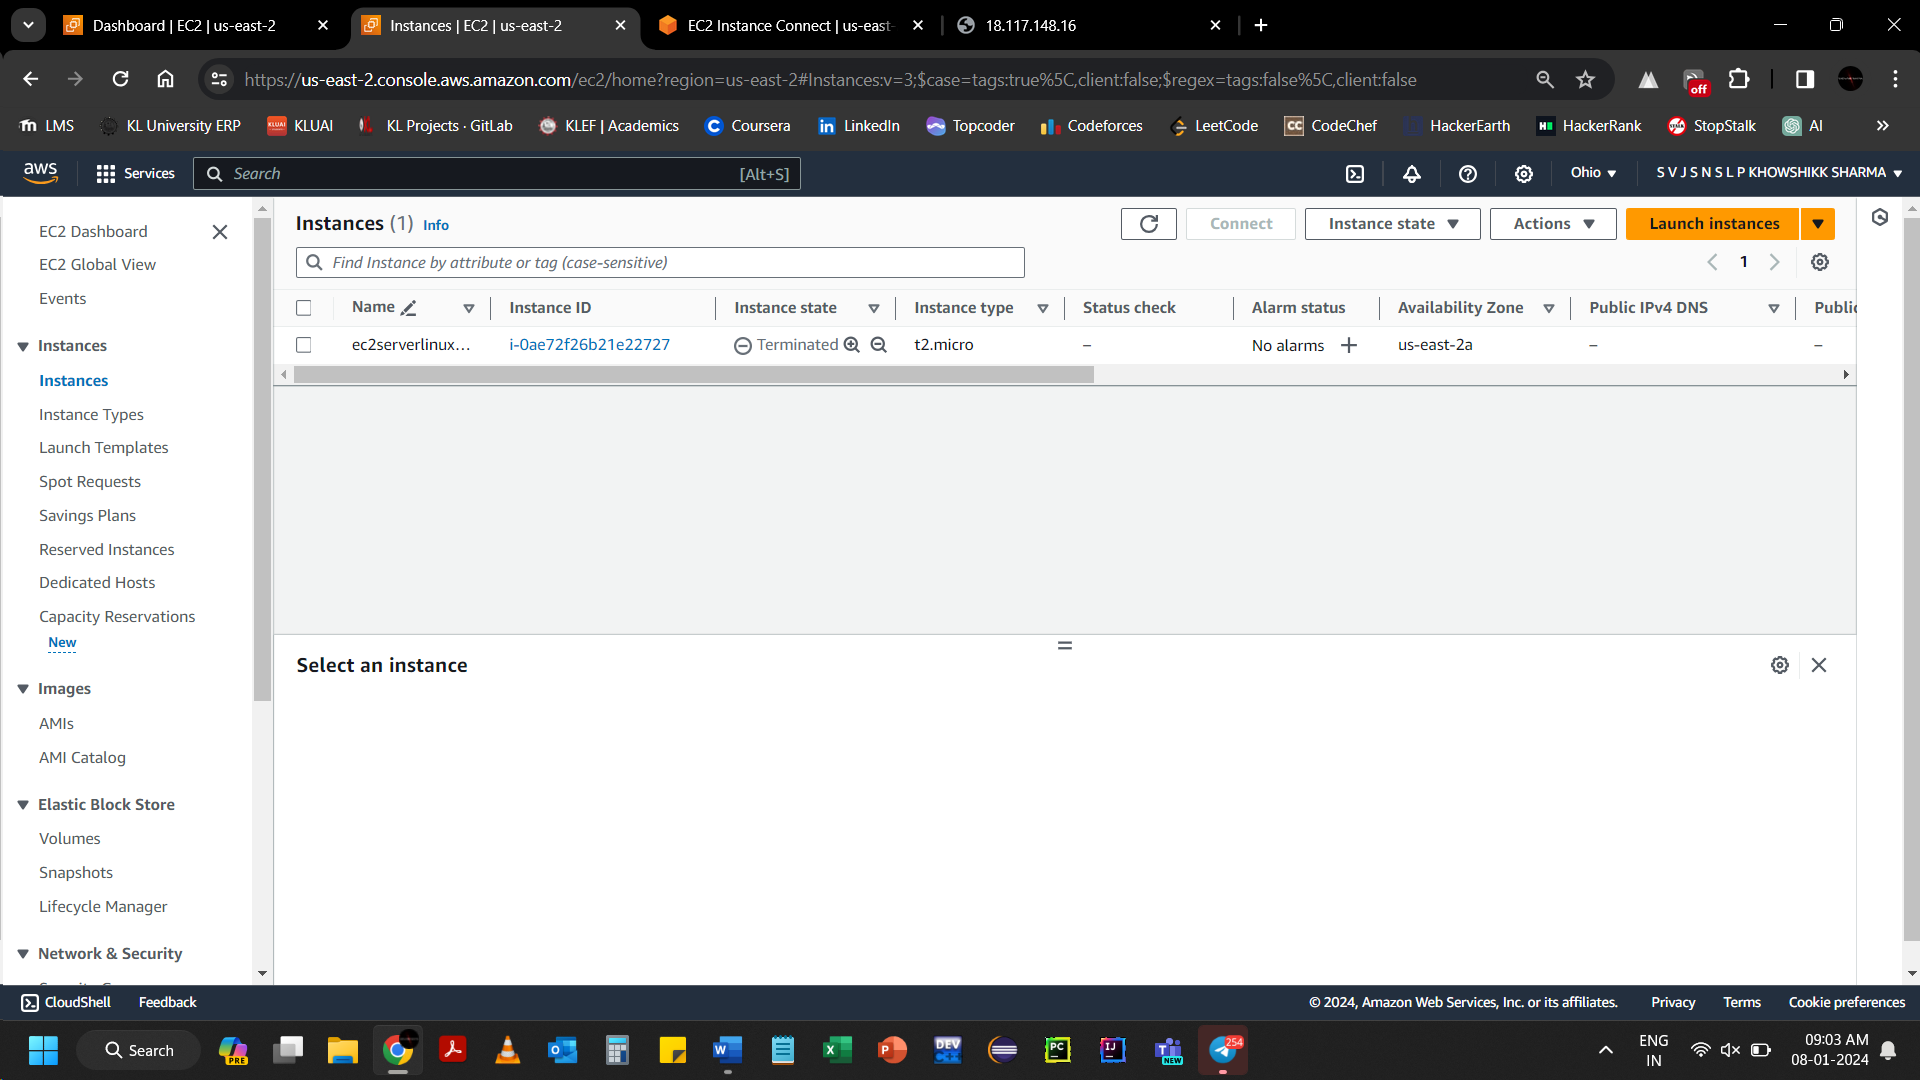 Dashboard | EC2 | us-east-2
Instances | EC2 | us-east-2
EC2 Instance Connect | us-east-
18.117.148.16
https://us-east-2.console.aws.amazon.com/ec2/home?region=us-east-2#Instances:v=3;$case=tags:true%5C,client:false;$regex=tags:false%5C,client:false
off
LMS
KL University ERP
KLUAI
KLUAI
KL Projects · GitLab
KLEF | Academics
Coursera
LinkedIn
Topcoder
Codeforces
LeetCode
CodeChef
HackerEarth
HackerRank
StopStalk
AI
aws
Services
Search
[Alt+S]
Ohio
S V J S N S L P KHOWSHIKK SHARMA
EC2 Dashboard
EC2 Global View
Events
Instances
Instances
Instance Types
Launch Templates
Spot Requests
Savings Plans
Reserved Instances
Dedicated Hosts
Capacity Reservations
New
Images
AMIs
AMI Catalog
Elastic Block Store
Volumes
Snapshots
Lifecycle Manager
Network & Security
Instances (1) Info
Connect
Instance state
Actions
Launch instances
Find Instance by attribute or tag (case-sensitive)
1
Name
Instance ID
Instance state
Instance type
Status check
Alarm status
Availability Zone
Public IPv4 DNS
Public
ec2serverlinux...
i-0ae72f26b21e22727
Terminated
t2.micro
–
No alarms
us-east-2a
–
–
Select an instance
CloudShell
Feedback
© 2024, Amazon Web Services, Inc. or its affiliates.
Privacy
Terms
Cookie preferences
Search
PRE
DEV
PC
IJ
NEW
254
ENG
IN
09:03 AM
08-01-2024